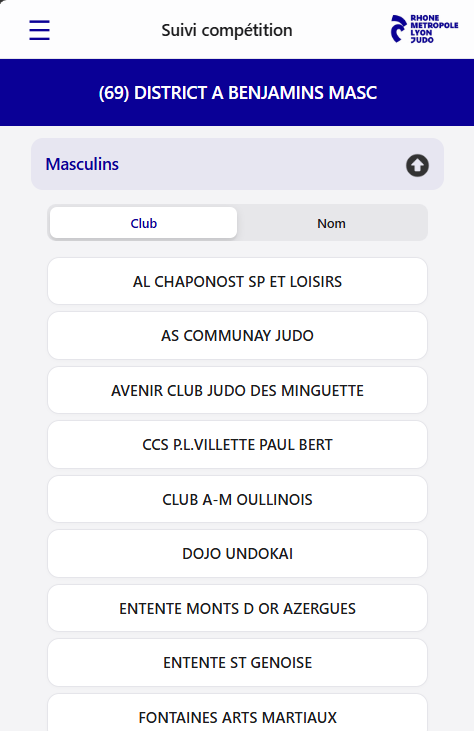 Suivi compétition
RHONE
METROPOLE
LYON
JUDO
(69) DISTRICT A BENJAMINS MASC
Masculins
Club
Nom
AL CHAPONOST SP ET LOISIRS
AS COMMUNAY JUDO
AVENIR CLUB JUDO DES MINGUETTE
CCS P.L.VILLETTE PAUL BERT
CLUB A-M OULLINOIS
DOJO UNDOKAI
ENTENTE MONTS D OR AZERGUES
ENTENTE ST GENOISE
FONTAINES ARTS MARTIAUX